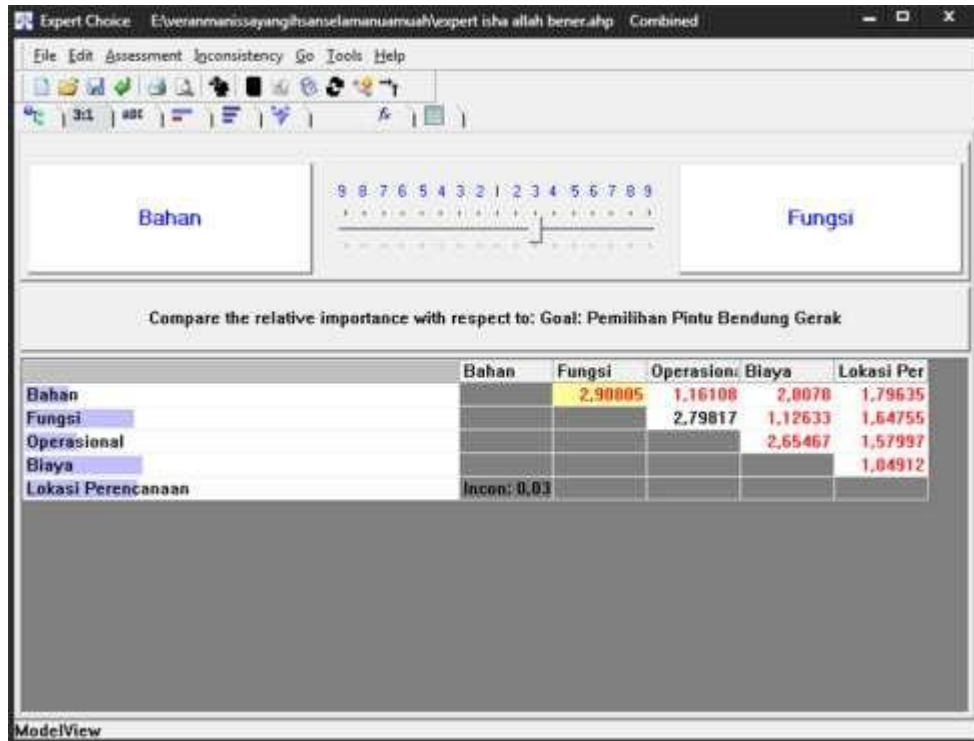 Expert Choice E:\veranmanissayangihsanselamanuamuah\expert isha allah bener.ahp Combined
File Edit Assessment Inconsistency Go Tools Help
3:1 ABC
Bahan
9 8 7 6 5 4 3 2 1 2 3 4 5 6 7 8 9
Fungsi
Compare the relative importance with respect to: Goal: Pemilihan Pintu Bendung Gerak
Bahan Fungsi Operasion: Biaya Lokasi Per
Bahan 2,90805 1,16108 2,8078 1,79635
Fungsi 2,79817 1,12633 1,64755
Operasional 2,65467 1,57997
Biaya 1,04912
Lokasi Perencanaan Incon: 0,03
ModelView